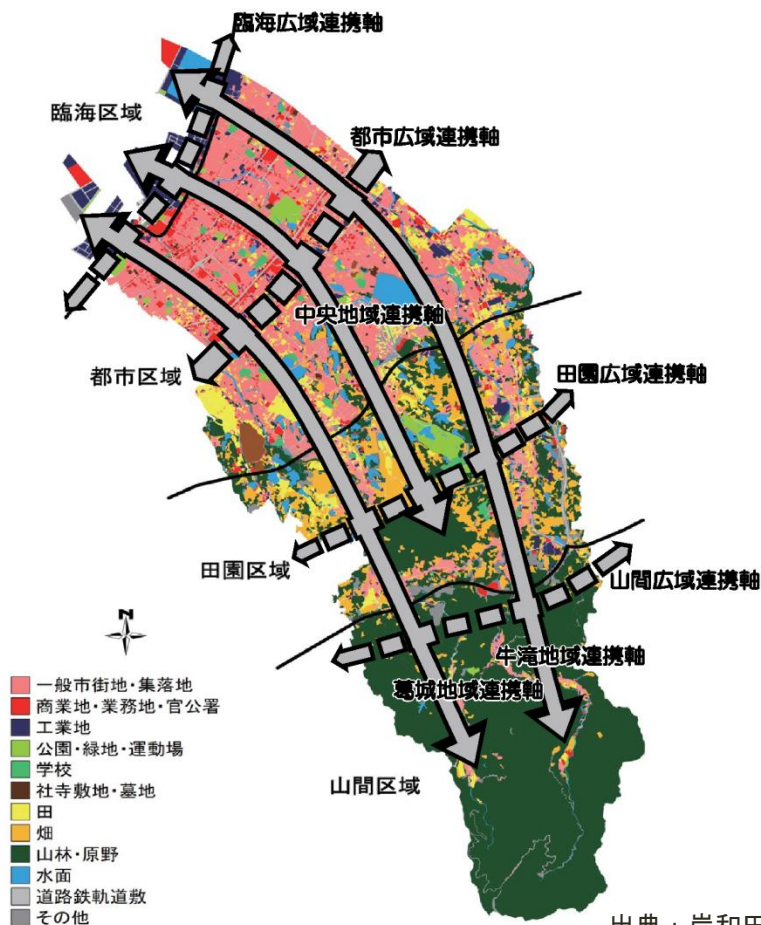 臨海広域連携軸
臨海区域
都市広域連携軸
中央地域連携軸
都市区域
田園広域連携軸
田園区域
山間広域連携軸
牛滝地域連携軸
葛城地域連携軸
山間区域
N
一般市街地・集落地
商業地・業務地・官公署
工業地
公園・緑地・運動場
学校
社寺敷地・墓地
田
畑
山林・原野
水面
道路鉄軌道敷
その他
出典：岸和田